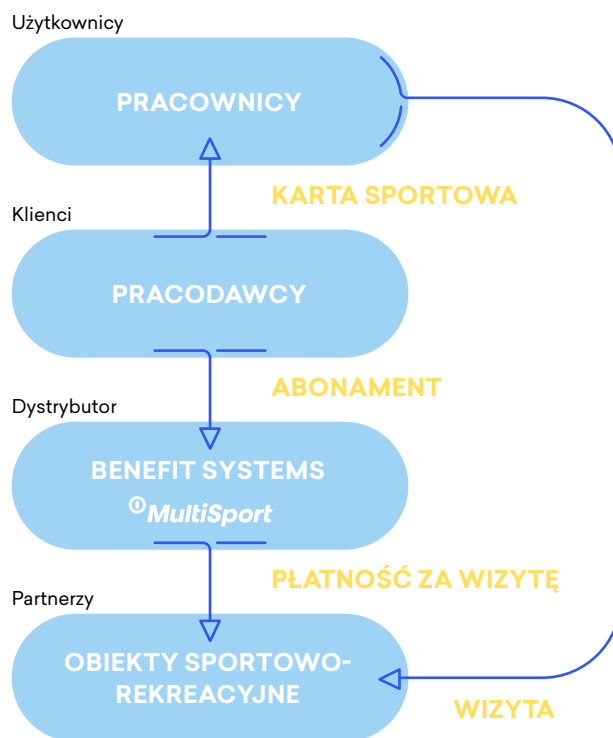 Użytkownicy
PRACOWNICY
KARTA SPORTOWA
Klienci
PRACODAWCY
ABONAMENT
Dystrybutor
BENEFIT SYSTEMS
MultiSport
PŁATNOŚĆ ZA WIZYTĘ
Partnerzy
OBIEKTY SPORTOWO-
REKREACYJNE
WIZYTA